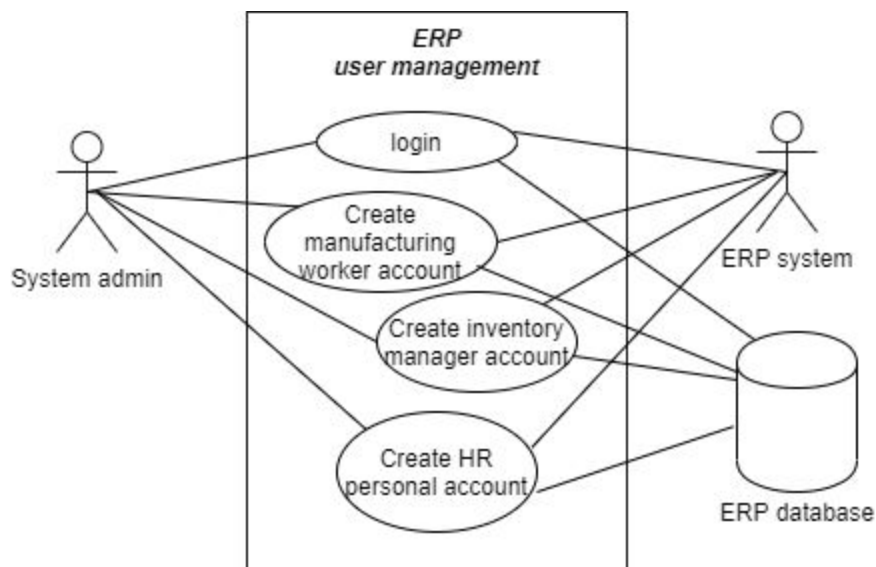 ERP
user management
login
Create
manufacturing
worker account
System admin
ERP system
Create inventory
manager account
Create HR
personal account
ERP database